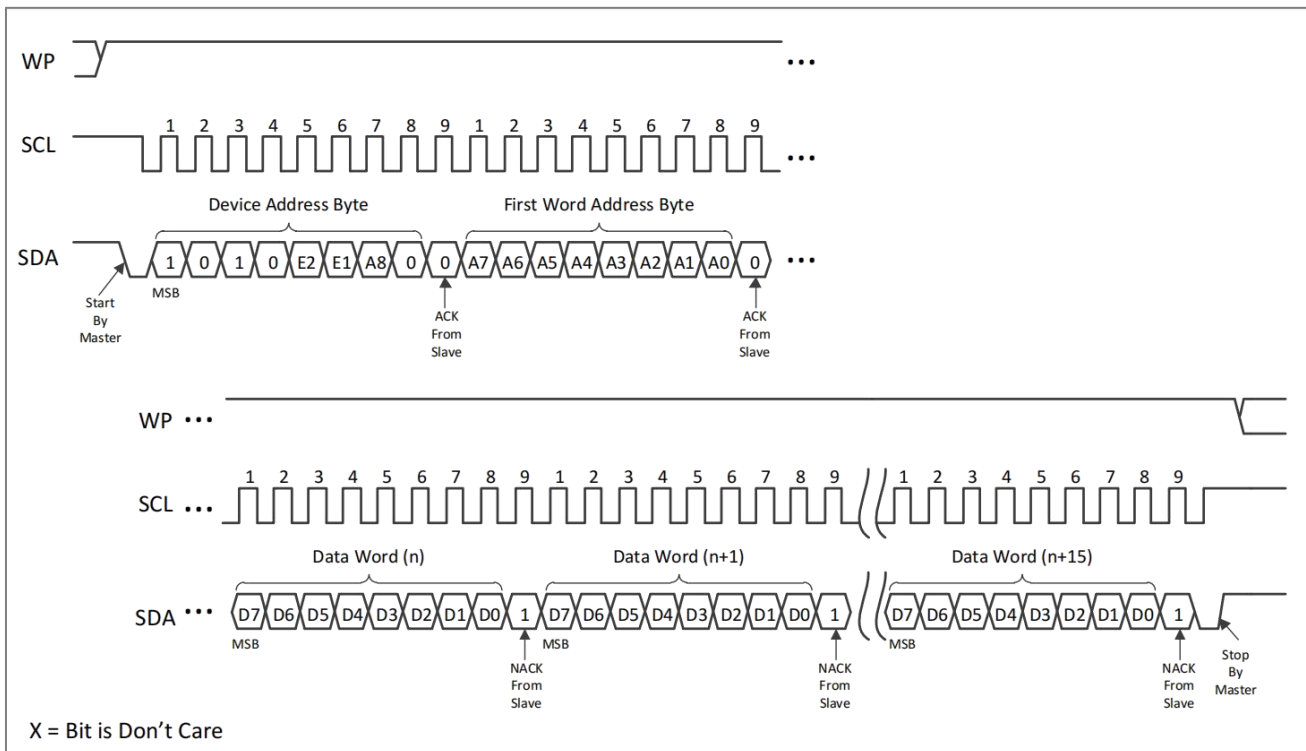 WP
...
1 2 3 4 5 6 7 8 9 1 2 3 4 5 6 7 8 9
SCL
...
Device Address Byte First Word Address Byte
SDA 1 0 1 0 E2 E1 A8 0 0 A7 A6 A5 A4 A3 A2 A1 A0 0 ...
MSB
Start
By
Master
ACK
From
Slave
ACK
From
Slave
WP ...
1 2 3 4 5 6 7 8 9 1 2 3 4 5 6 7 8 9 1 2 3 4 5 6 7 8 9
SCL ...
Data Word (n) Data Word (n+1) Data Word (n+15)
SDA ... D7 D6 D5 D4 D3 D2 D1 D0 1 D7 D6 D5 D4 D3 D2 D1 D0 1 D7 D6 D5 D4 D3 D2 D1 D0 1
MSB MSB MSB
NACK
From
Slave
NACK
From
Slave
NACK
From
Slave
Stop
By
Master
X = Bit is Don't Care